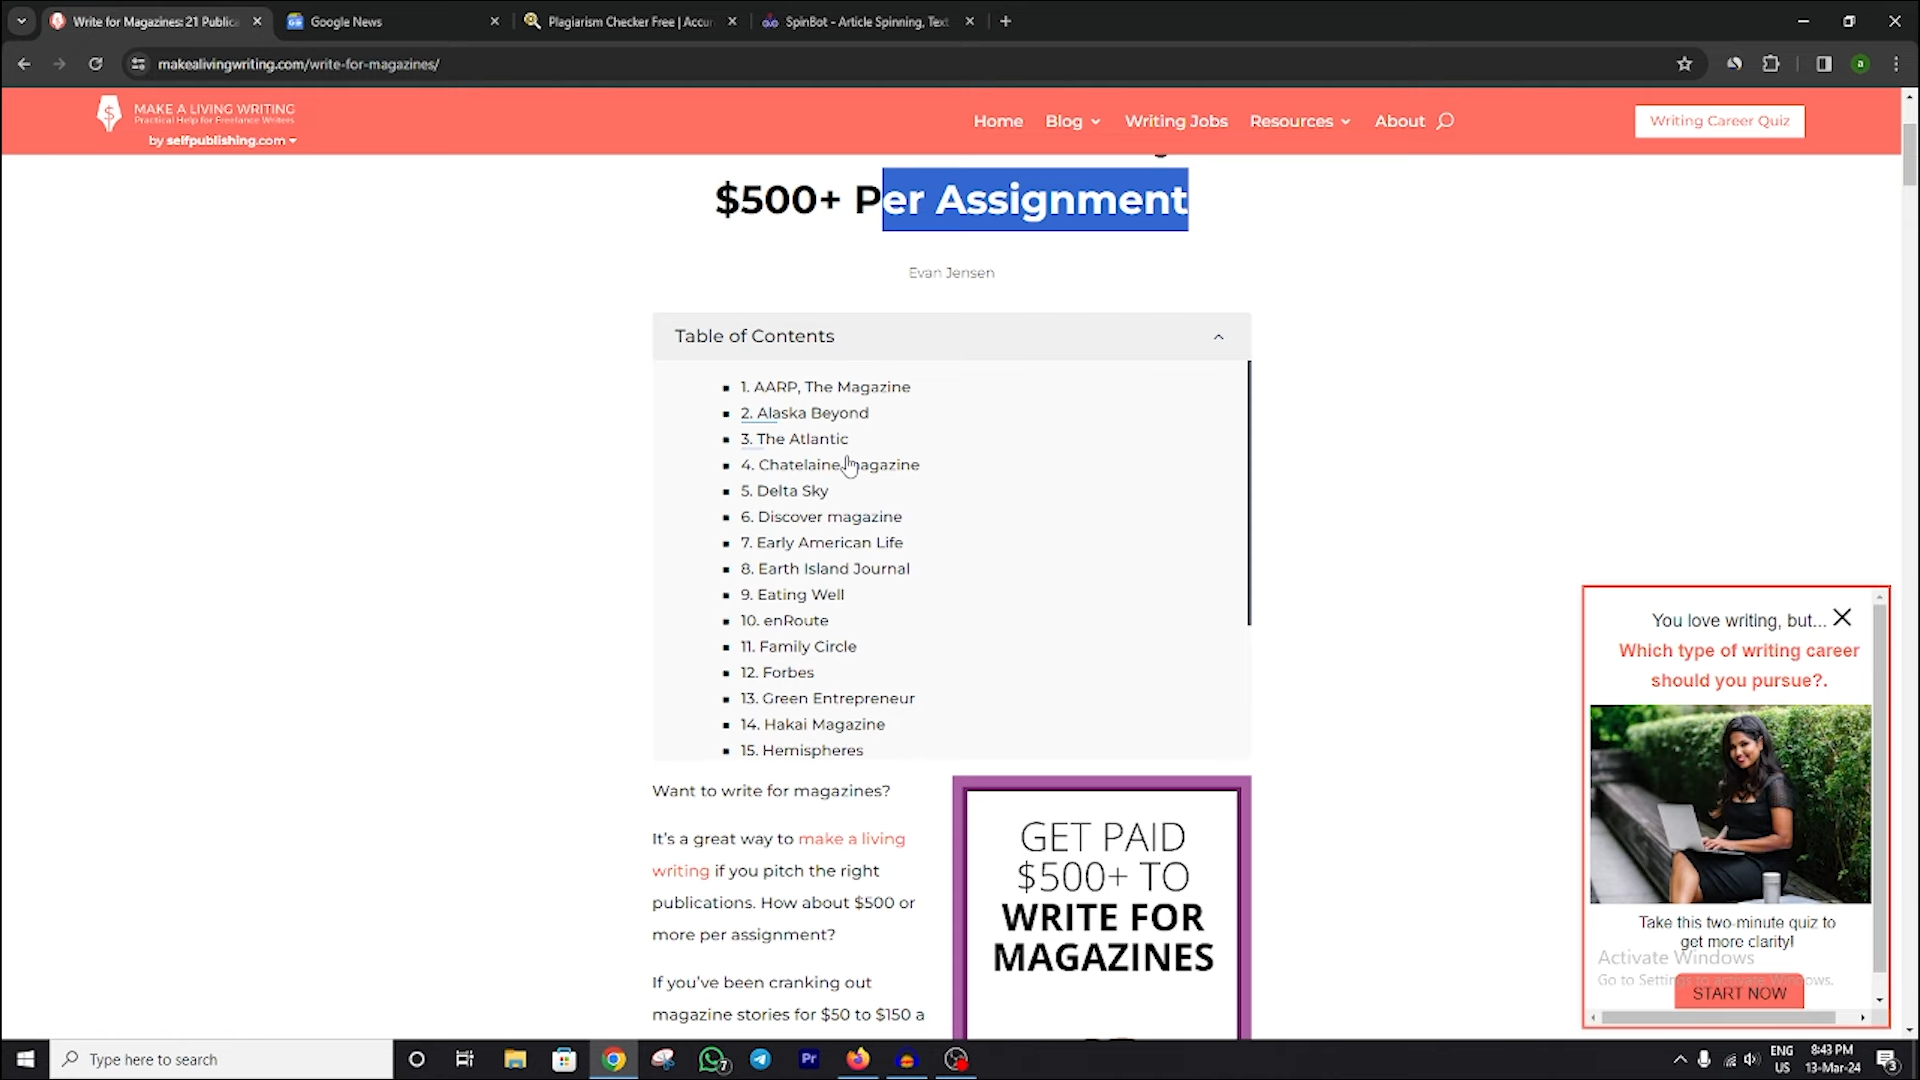 Write for Magazines: 21 Publica
Google News
Plagiarism Checker Free | Accur
SpinBot - Article Spinning, Text
makealivingwriting.com/write-for-magazines/
a
$
MAKE A LIVING WRITING
Practical Help for Freelance Writers
by selfpublishing.com
Home
Blog
Writing Jobs
Resources
About
Writing Career Quiz
$500+ Per Assignment
Evan Jensen
Table of Contents
1. AARP, The Magazine
2. Alaska Beyond
3. The Atlantic
4. Chatelaine magazine
5. Delta Sky
6. Discover magazine
7. Early American Life
8. Earth Island Journal
9. Eating Well
10. enRoute
11. Family Circle
12. Forbes
13. Green Entrepreneur
14. Hakai Magazine
15. Hemispheres
Want to write for magazines?
It's a great way to make a living
writing if you pitch the right
publications. How about $500 or
more per assignment?
If you've been cranking out
magazine stories for $50 to $150 a
GET PAID
$500+ TO
WRITE FOR
MAGAZINES
You love writing, but...
Which type of writing career
should you pursue?.
Take this two-minute quiz to
get more clarity!
START NOW
Activate Windows
Go to Settings to activate Windows.
Type here to search
7
Pr
ENG
US
8:43 PM
13-Mar-24
3